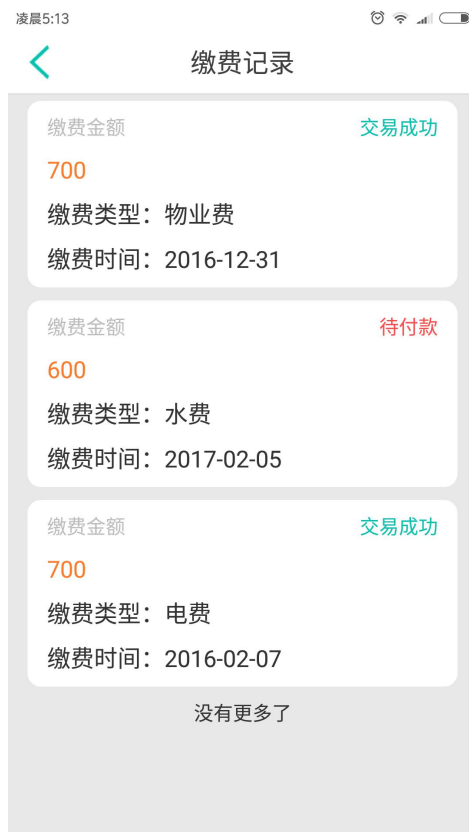 凌晨5:13
缴费记录
缴费金额 交易成功
700
缴费类型：物业费
缴费时间：2016-12-31
缴费金额 待付款
600
缴费类型：水费
缴费时间：2017-02-05
缴费金额 交易成功
700
缴费类型：电费
缴费时间：2016-02-07
没有更多了